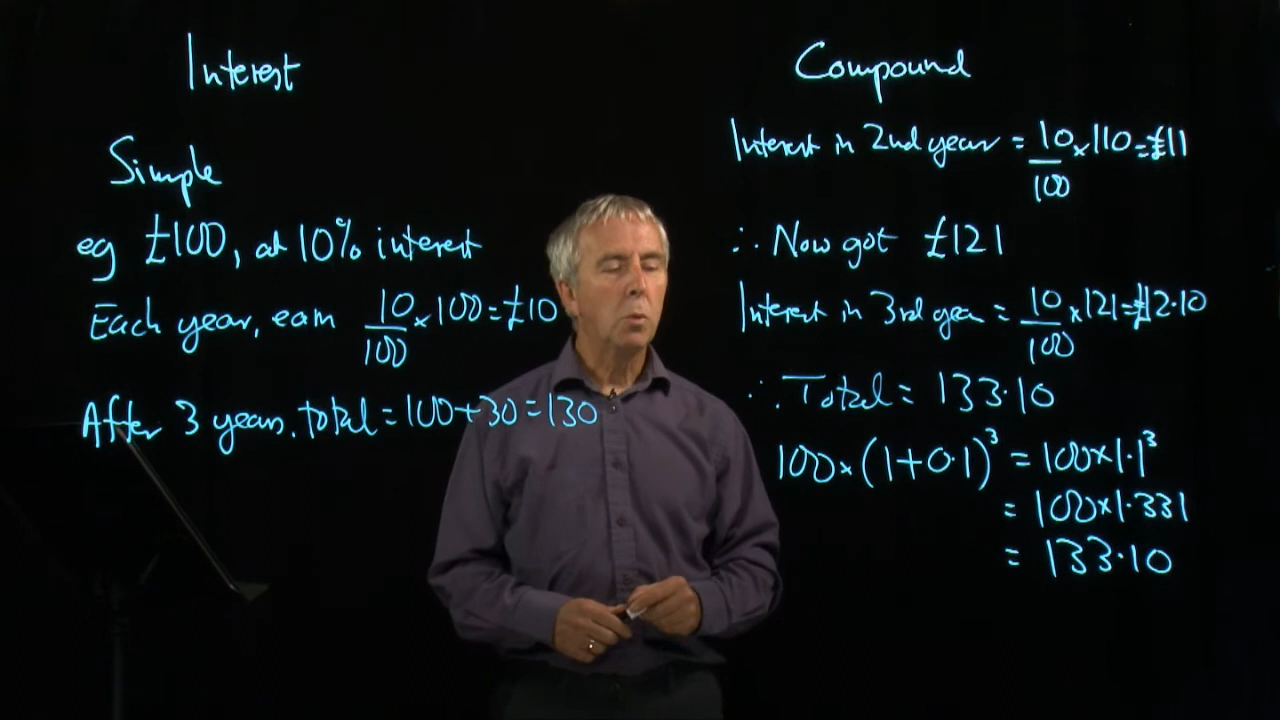 Interest
Simple
eg £100, at 10% interest
Each year, earn 10/100 × 100 = £10
After 3 years, total = 100 + 30 = 130
Compound
Interest in 2nd year = 10/100 × 110 = £11
∴ Now got £121
Interest in 3rd year = 10/100 × 121 = £12·10
∴ Total = 133·10
100 × (1 + 0·1)³ = 100 × 1·1³
= 100 × 1·331
= 133·10